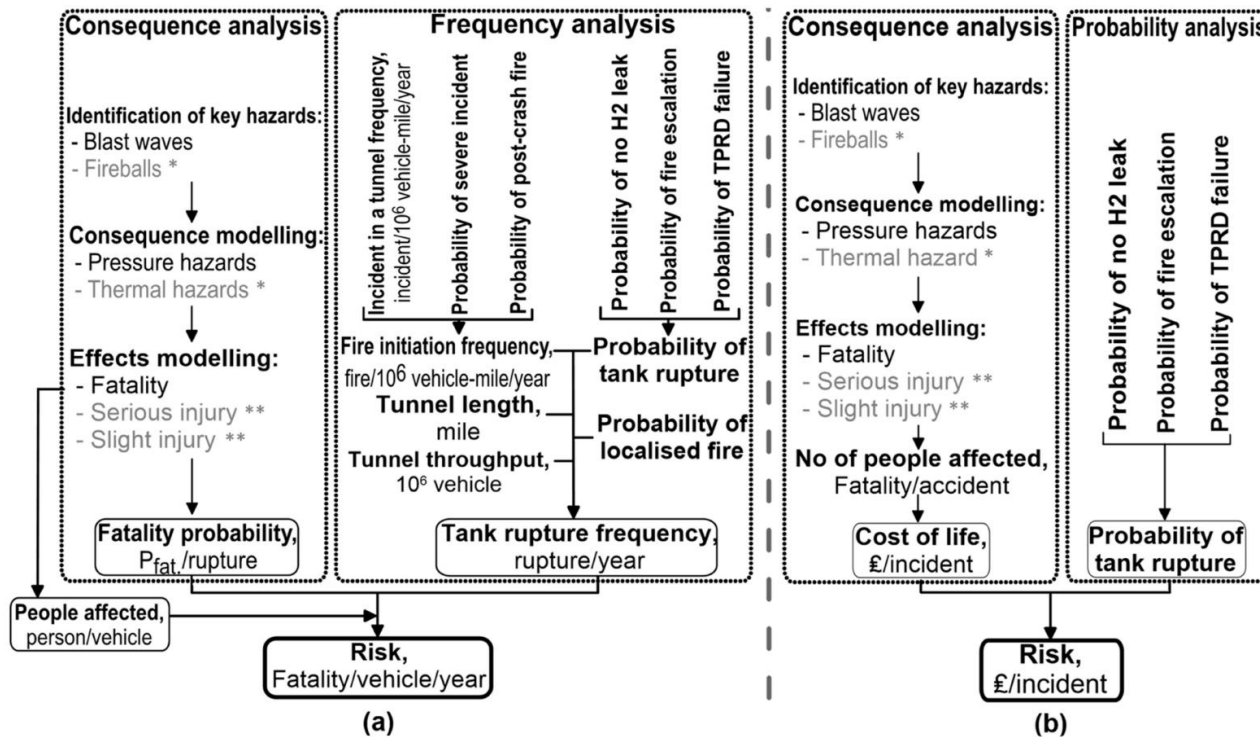 Consequence analysis
Identification of key hazards:
- Blast waves
- Fireballs *
Consequence modelling:
- Pressure hazards
- Thermal hazards *
Effects modelling:
- Fatality
- Serious injury **
- Slight injury **
Fatality probability,
Pfat./rupture
People affected,
person/vehicle
Frequency analysis
Incident in a tunnel frequency,
incident/10⁶ vehicle-mile/year
Probability of severe incident
Probability of post-crash fire
Probability of no H2 leak
Probability of fire escalation
Probability of TPRD failure
Fire initiation frequency,
fire/10⁶ vehicle-mile/year
Probability of
tank rupture
Tunnel length,
mile
Probability of
localised fire
Tunnel throughput,
10⁶ vehicle
Tank rupture frequency,
rupture/year
Risk,
Fatality/vehicle/year
(a)
Consequence analysis
Identification of key hazards:
- Blast waves
- Fireballs *
Consequence modelling:
- Pressure hazards
- Thermal hazard *
Effects modelling:
- Fatality
- Serious injury **
- Slight injury **
No of people affected,
Fatality/accident
Cost of life,
₤/incident
Probability analysis
Probability of no H2 leak
Probability of fire escalation
Probability of TPRD failure
Probability of
tank rupture
Risk,
₤/incident
(b)